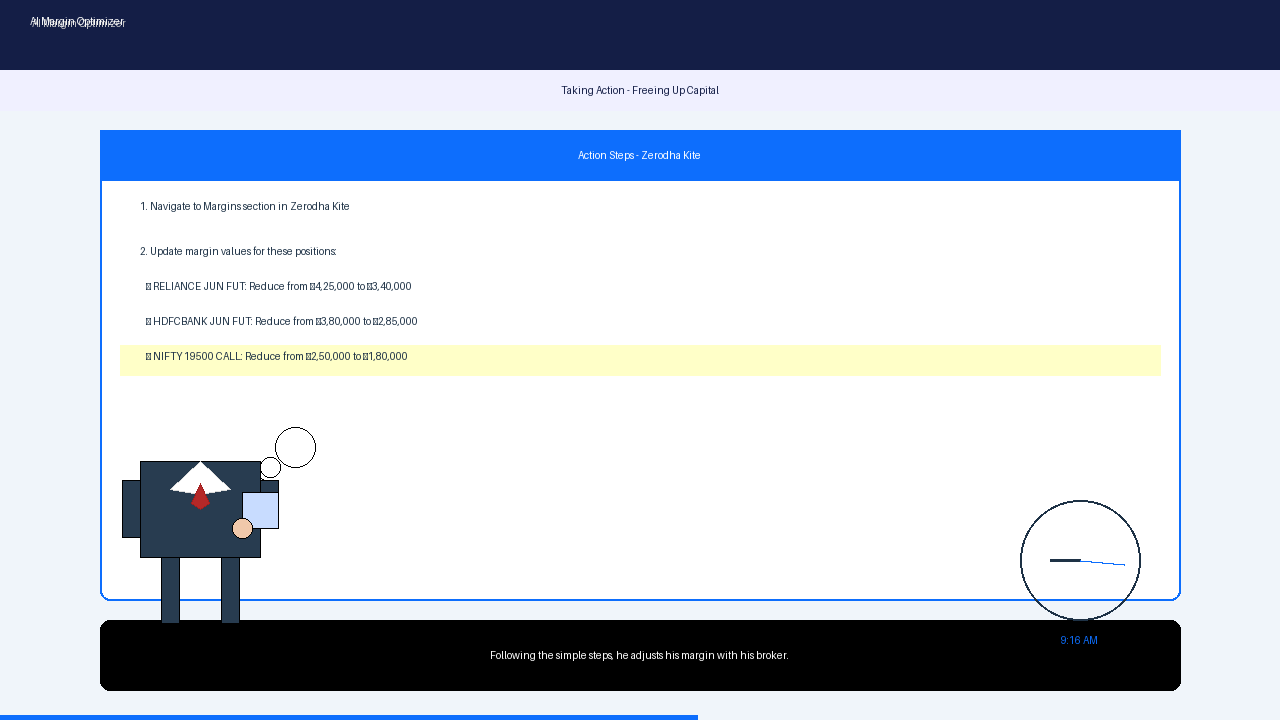 AI Margin Optimizer
Taking Action - Freeing Up Capital
Action Steps - Zerodha Kite
1. Navigate to Margins section in Zerodha Kite
2. Update margin values for these positions:
RELIANCE JUN FUT: Reduce from 4,25,000 to 3,40,000
HDFCBANK JUN FUT: Reduce from 3,80,000 to 2,85,000
NIFTY 19500 CALL: Reduce from 2,50,000 to 1,80,000
9:16 AM
Following the simple steps, he adjusts his margin with his broker.